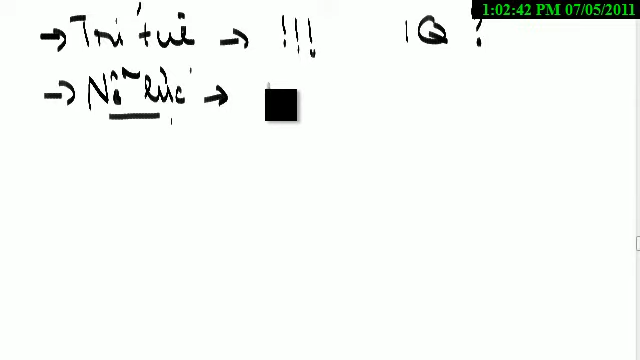 1:02:42 PM 07/05/2011
→ Trí tuệ → !!! IQ ?
→ Nỗ lực →